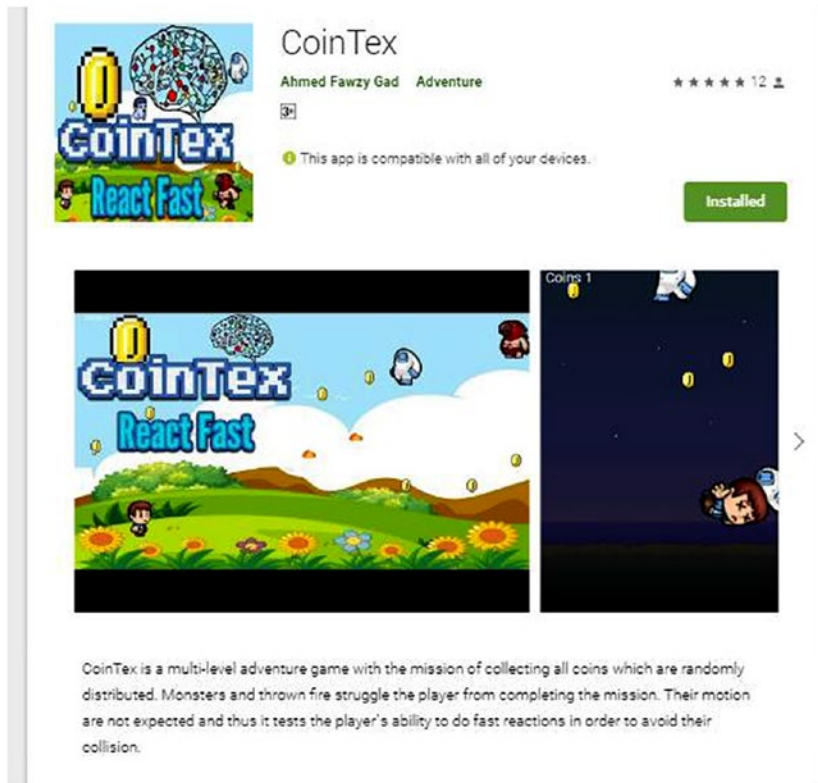 CoinTex
Ahmed Fawzy Gad Adventure
12
3+
This app is compatible with all of your devices.
Installed
CoinTex
React Fast
CoinTex
React Fast
Coins 1
CoinTex is a multi-level adventure game with the mission of collecting all coins which are randomly
distributed. Monsters and thrown fire struggle the player from completing the mission. Their motion
are not expected and thus it tests the player's ability to do fast reactions in order to avoid their
collision.